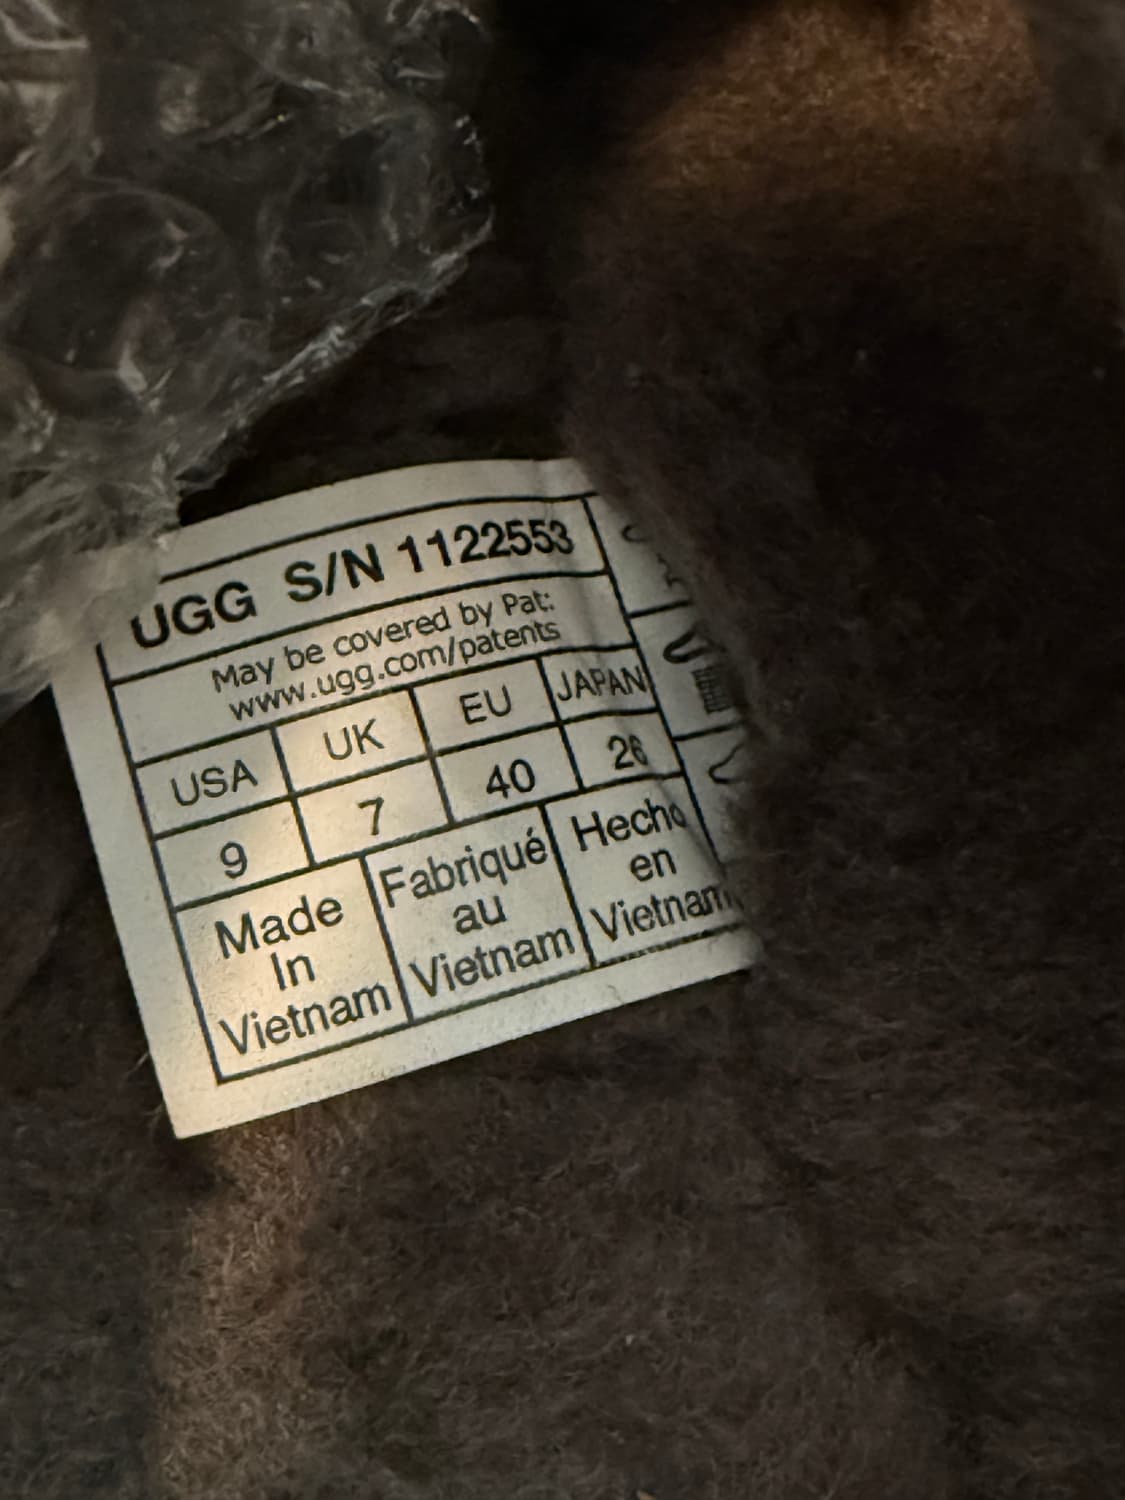 UGG S/N 1122553
May be covered by Pat:
www.ugg.com/patents
USA UK EU JAPAN
9 7 40 26
Made
In
Vietnam
Fabriqué
au
Vietnam
Hecho
en
Vietnam